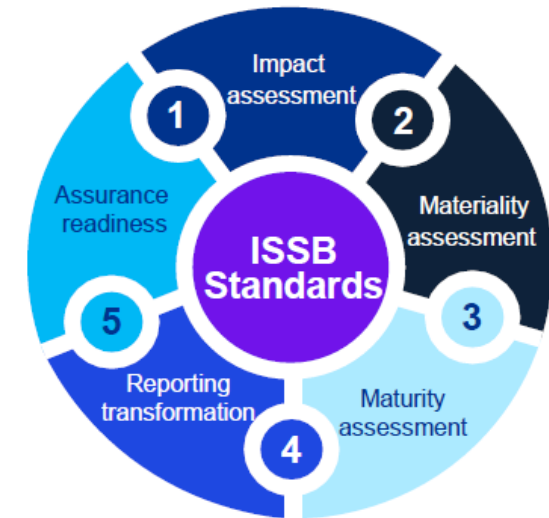 1
Impact
assessment
2
Materiality
assessment
3
Maturity
assessment
4
Reporting
transformation
5
Assurance
readiness
ISSB
Standards